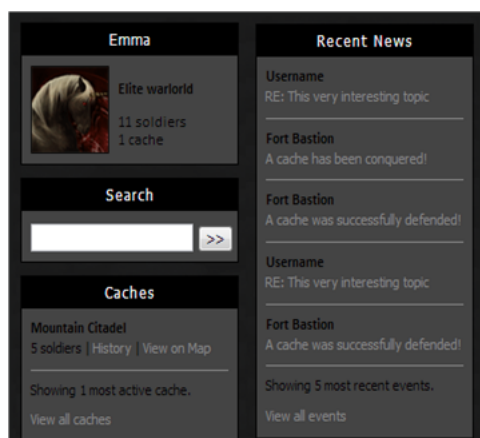 Emma
Elite warlorld
11 soldiers
1 cache
Search
>>
Caches
Mountain Citadel
5 soldiers | History | View on Map
Showing 1 most active cache.
View all caches
Recent News
Username
RE: This very interesting topic
Fort Bastion
A cache has been conquered!
Fort Bastion
A cache was successfully defended!
Username
RE: This very interesting topic
Fort Bastion
A cache was successfully defended!
Showing 5 most recent events.
View all events